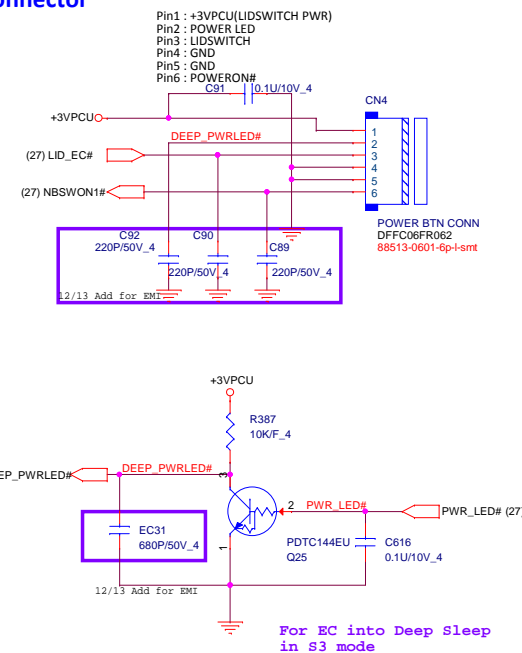 onnector
Pin1 : +3VPCU(LIDSWITCH PWR)
Pin2 : POWER LED
Pin3 : LIDSWITCH
Pin4 : GND
Pin5 : GND
Pin6 : POWERON#
C91 0.1U/10V_4
CN4
+3VPCU
DEEP_PWRLED#
1
2
3
4
5
6
(27) LID_EC#
(27) NBSWON1#
POWER BTN CONN
DFFC06FR062
88513-0601-6p-l-smt
C92 C90
220P/50V_4
C89
220P/50V_4 220P/50V_4
12/13 Add for EMI
+3VPCU
R387
10K/F_4
EP_PWRLED# DEEP_PWRLED#
3
2 PWR_LED# PWR_LED# (27)
1
EC31
680P/50V_4
PDTC144EU
Q25
C616
0.1U/10V_4
12/13 Add for EMI
For EC into Deep Sleep
in S3 mode